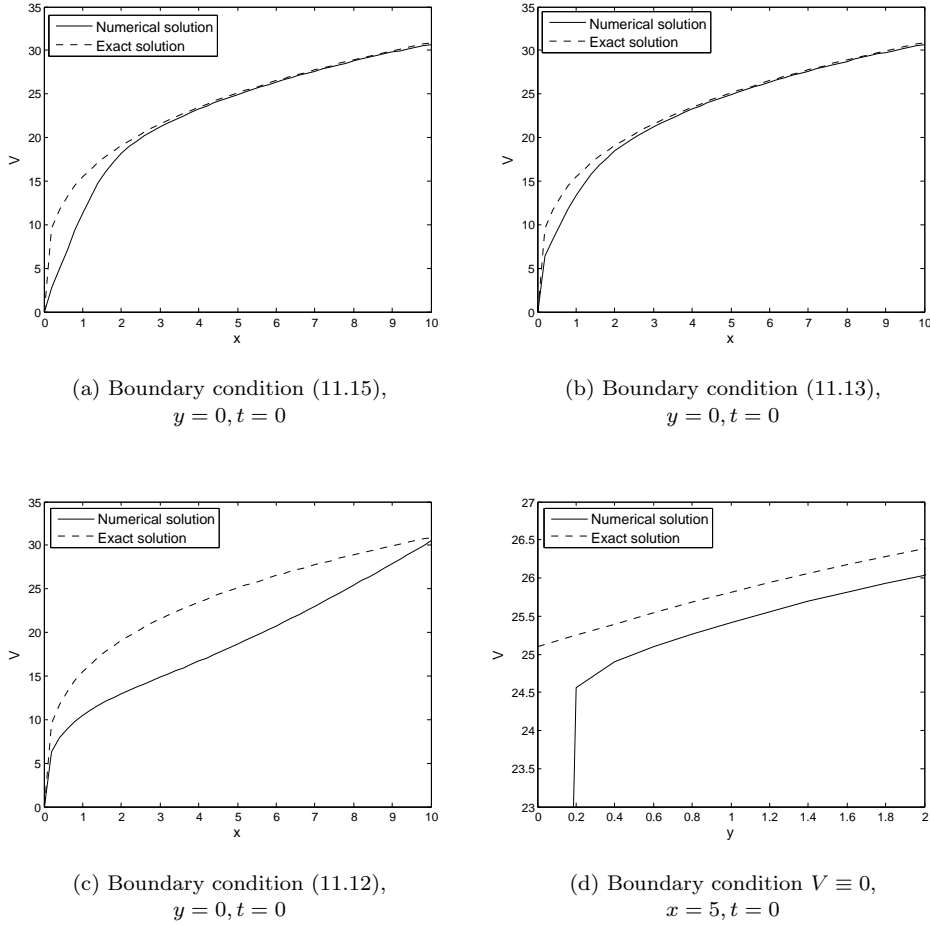 35
30
25
20
15
10
5
0
V
Numerical solution
Exact solution
0 1 2 3 4 5 6 7 8 9 10
x
(a) Boundary condition (11.15),
y = 0, t = 0
35
30
25
20
15
10
5
0
V
Numerical solution
Exact solution
0 1 2 3 4 5 6 7 8 9 10
x
(b) Boundary condition (11.13),
y = 0, t = 0
35
30
25
20
15
10
5
0
V
Numerical solution
Exact solution
0 1 2 3 4 5 6 7 8 9 10
x
(c) Boundary condition (11.12),
y = 0, t = 0
27
26.5
26
25.5
25
24.5
24
23.5
23
V
Numerical solution
Exact solution
0 0.2 0.4 0.6 0.8 1 1.2 1.4 1.6 1.8 2
y
(d) Boundary condition V ≡ 0,
x = 5, t = 0